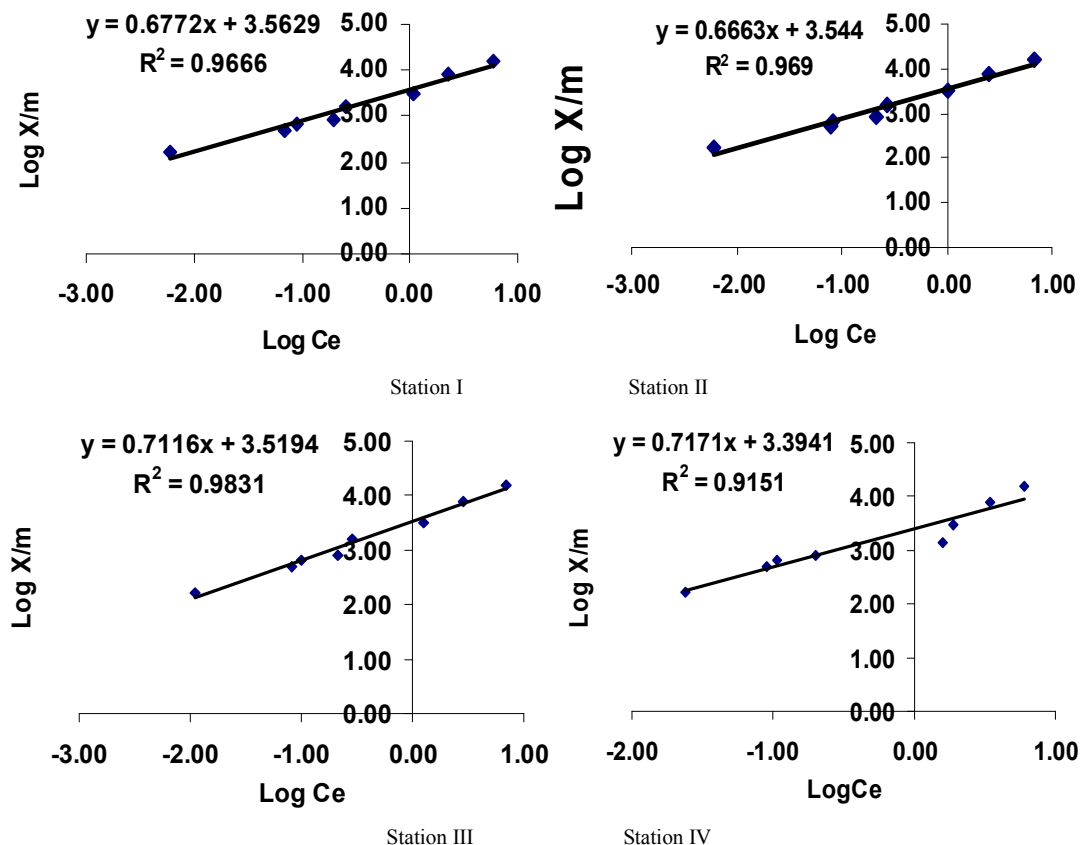 y = 0.6772x + 3.5629
R² = 0.9666
5.00
4.00
3.00
2.00
1.00
0.00
-3.00 -2.00 -1.00 0.00 1.00
Log X/m
Log Ce
Station I
y = 0.6663x + 3.544
R² = 0.969
5.00
4.00
3.00
2.00
1.00
0.00
-3.00 -2.00 -1.00 0.00 1.00
Log X/m
Log Ce
Station II
y = 0.7116x + 3.5194
R² = 0.9831
5.00
4.00
3.00
2.00
1.00
0.00
-3.00 -2.00 -1.00 0.00 1.00
Log X/m
Log Ce
Station III
y = 0.7171x + 3.3941
R² = 0.9151
5.00
4.00
3.00
2.00
1.00
0.00
-2.00 -1.00 0.00 1.00
Log X/m
LogCe
Station IV